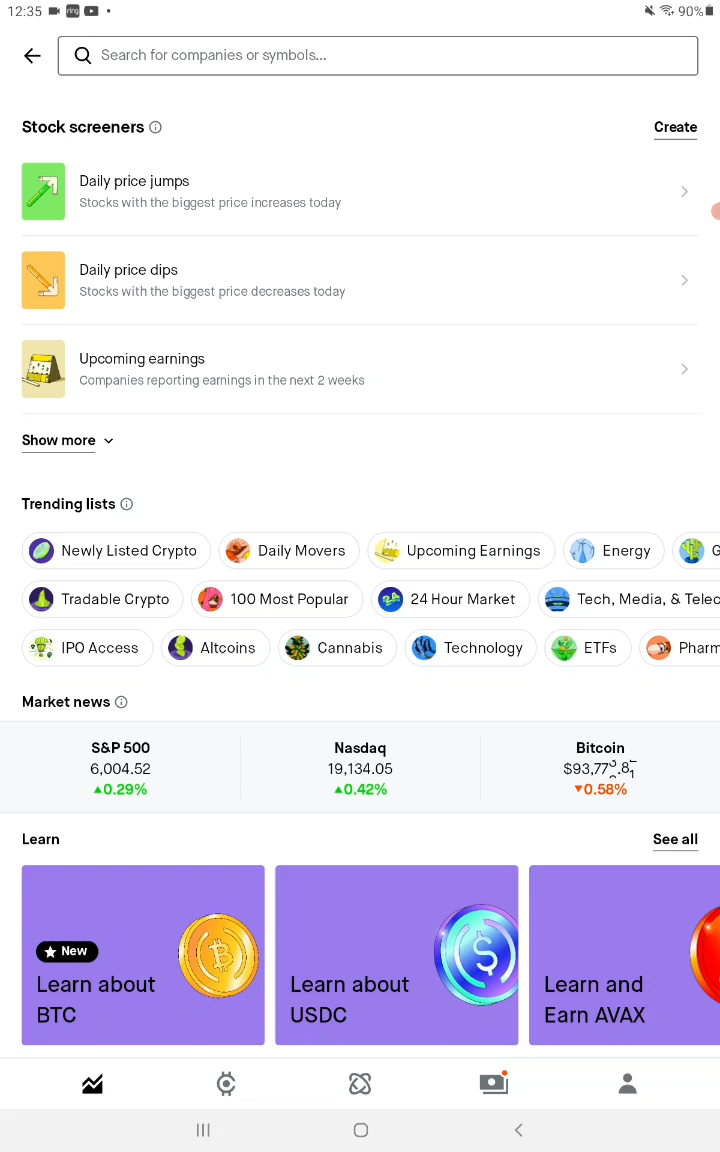 12:35
ring
90%
Search for companies or symbols...
Stock screeners
Create
Daily price jumps
Stocks with the biggest price increases today
Daily price dips
Stocks with the biggest price decreases today
Upcoming earnings
Companies reporting earnings in the next 2 weeks
Show more
Trending lists
Newly Listed Crypto
Daily Movers
Upcoming Earnings
Energy
G
Tradable Crypto
100 Most Popular
24 Hour Market
Tech, Media, & Telec
IPO Access
Altcoins
Cannabis
Technology
ETFs
Pharm
Market news
S&P 500
Nasdaq
Bitcoin
6,004.52
19,134.05
▲0.29%
▲0.42%
▼0.58%
Learn
See all
New
Learn about
BTC
Learn about
USDC
Learn and
Earn AVAX